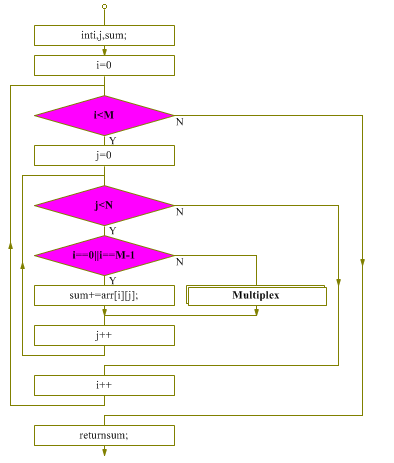 inti,j,sum;
i=0
i<M
N
Y
j=0
j<N
N
Y
i==0||i==M-1
N
Y
sum+=arr[i][j];
Multiplex
j++
i++
returnsum;